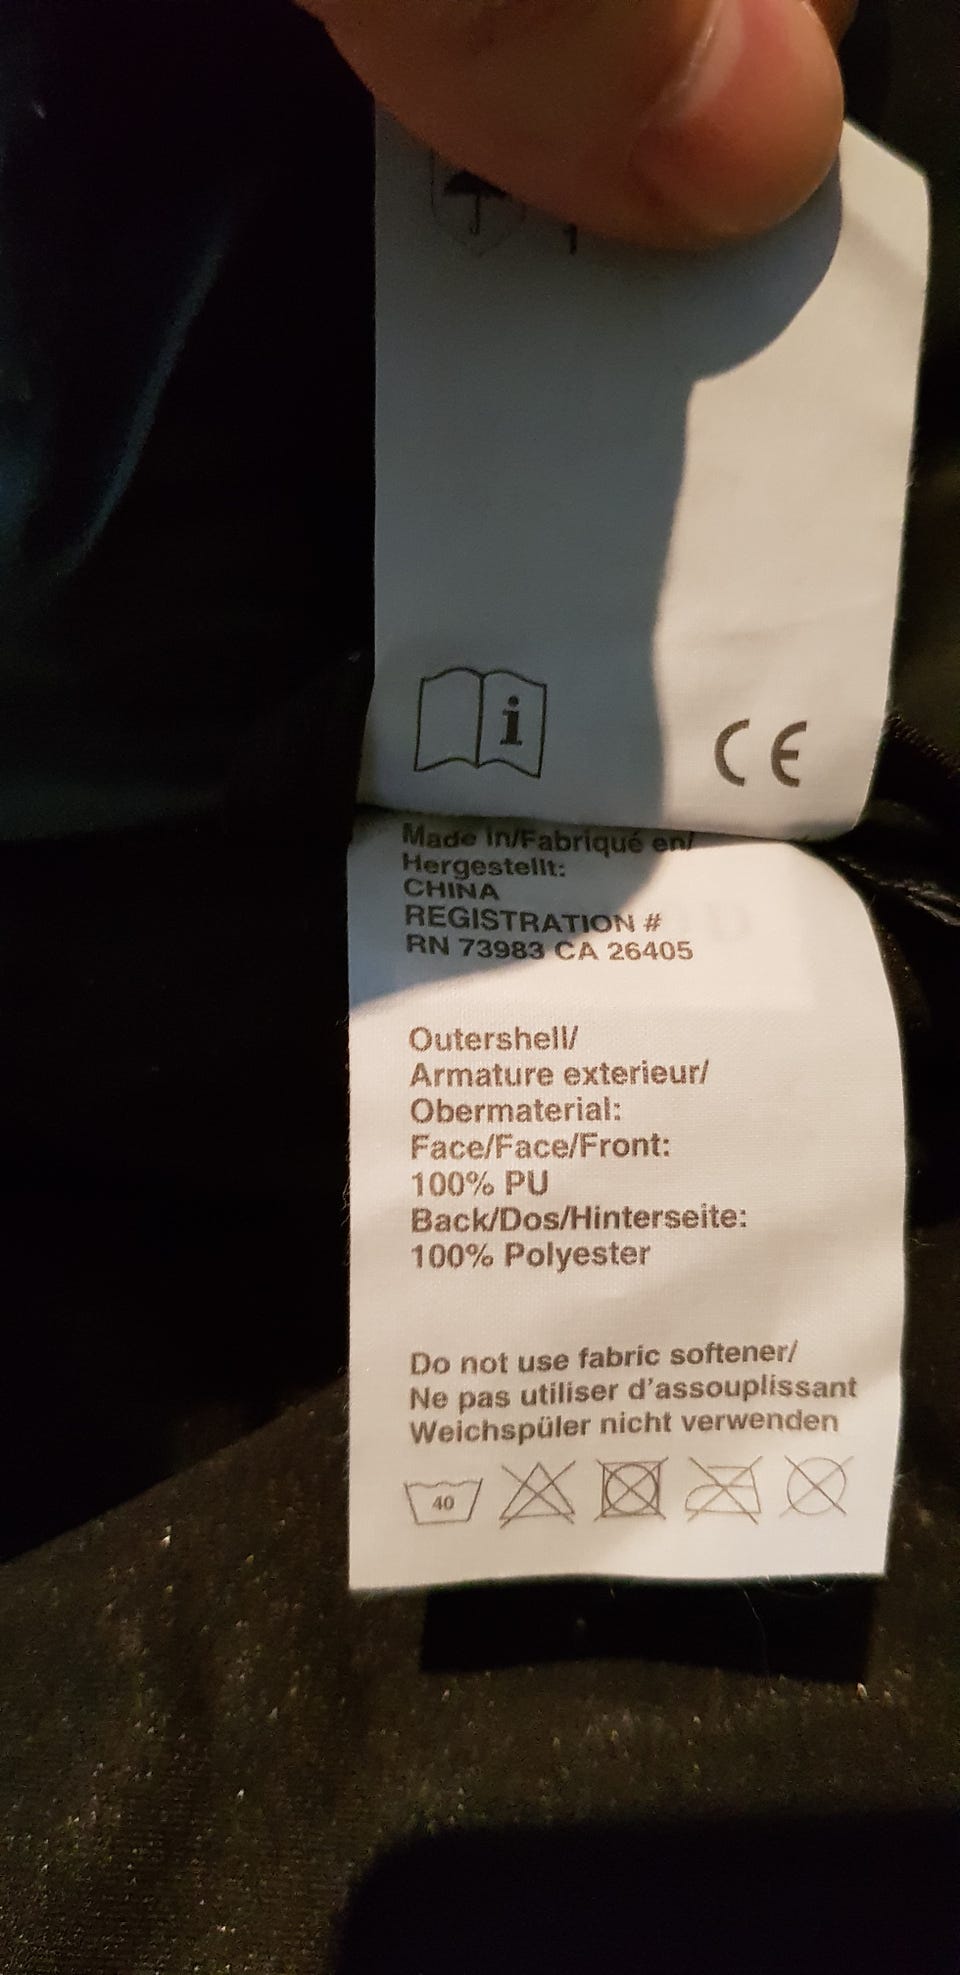 1
i
CE
Made in/Fabriqué en/
Hergestellt:
CHINA
REGISTRATION #
RN 73983 CA 26405
Outershell/
Armature exterieur/
Obermaterial:
Face/Face/Front:
100% PU
Back/Dos/Hinterseite:
100% Polyester
Do not use fabric softener/
Ne pas utiliser d'assouplissant
Weichspüler nicht verwenden
40